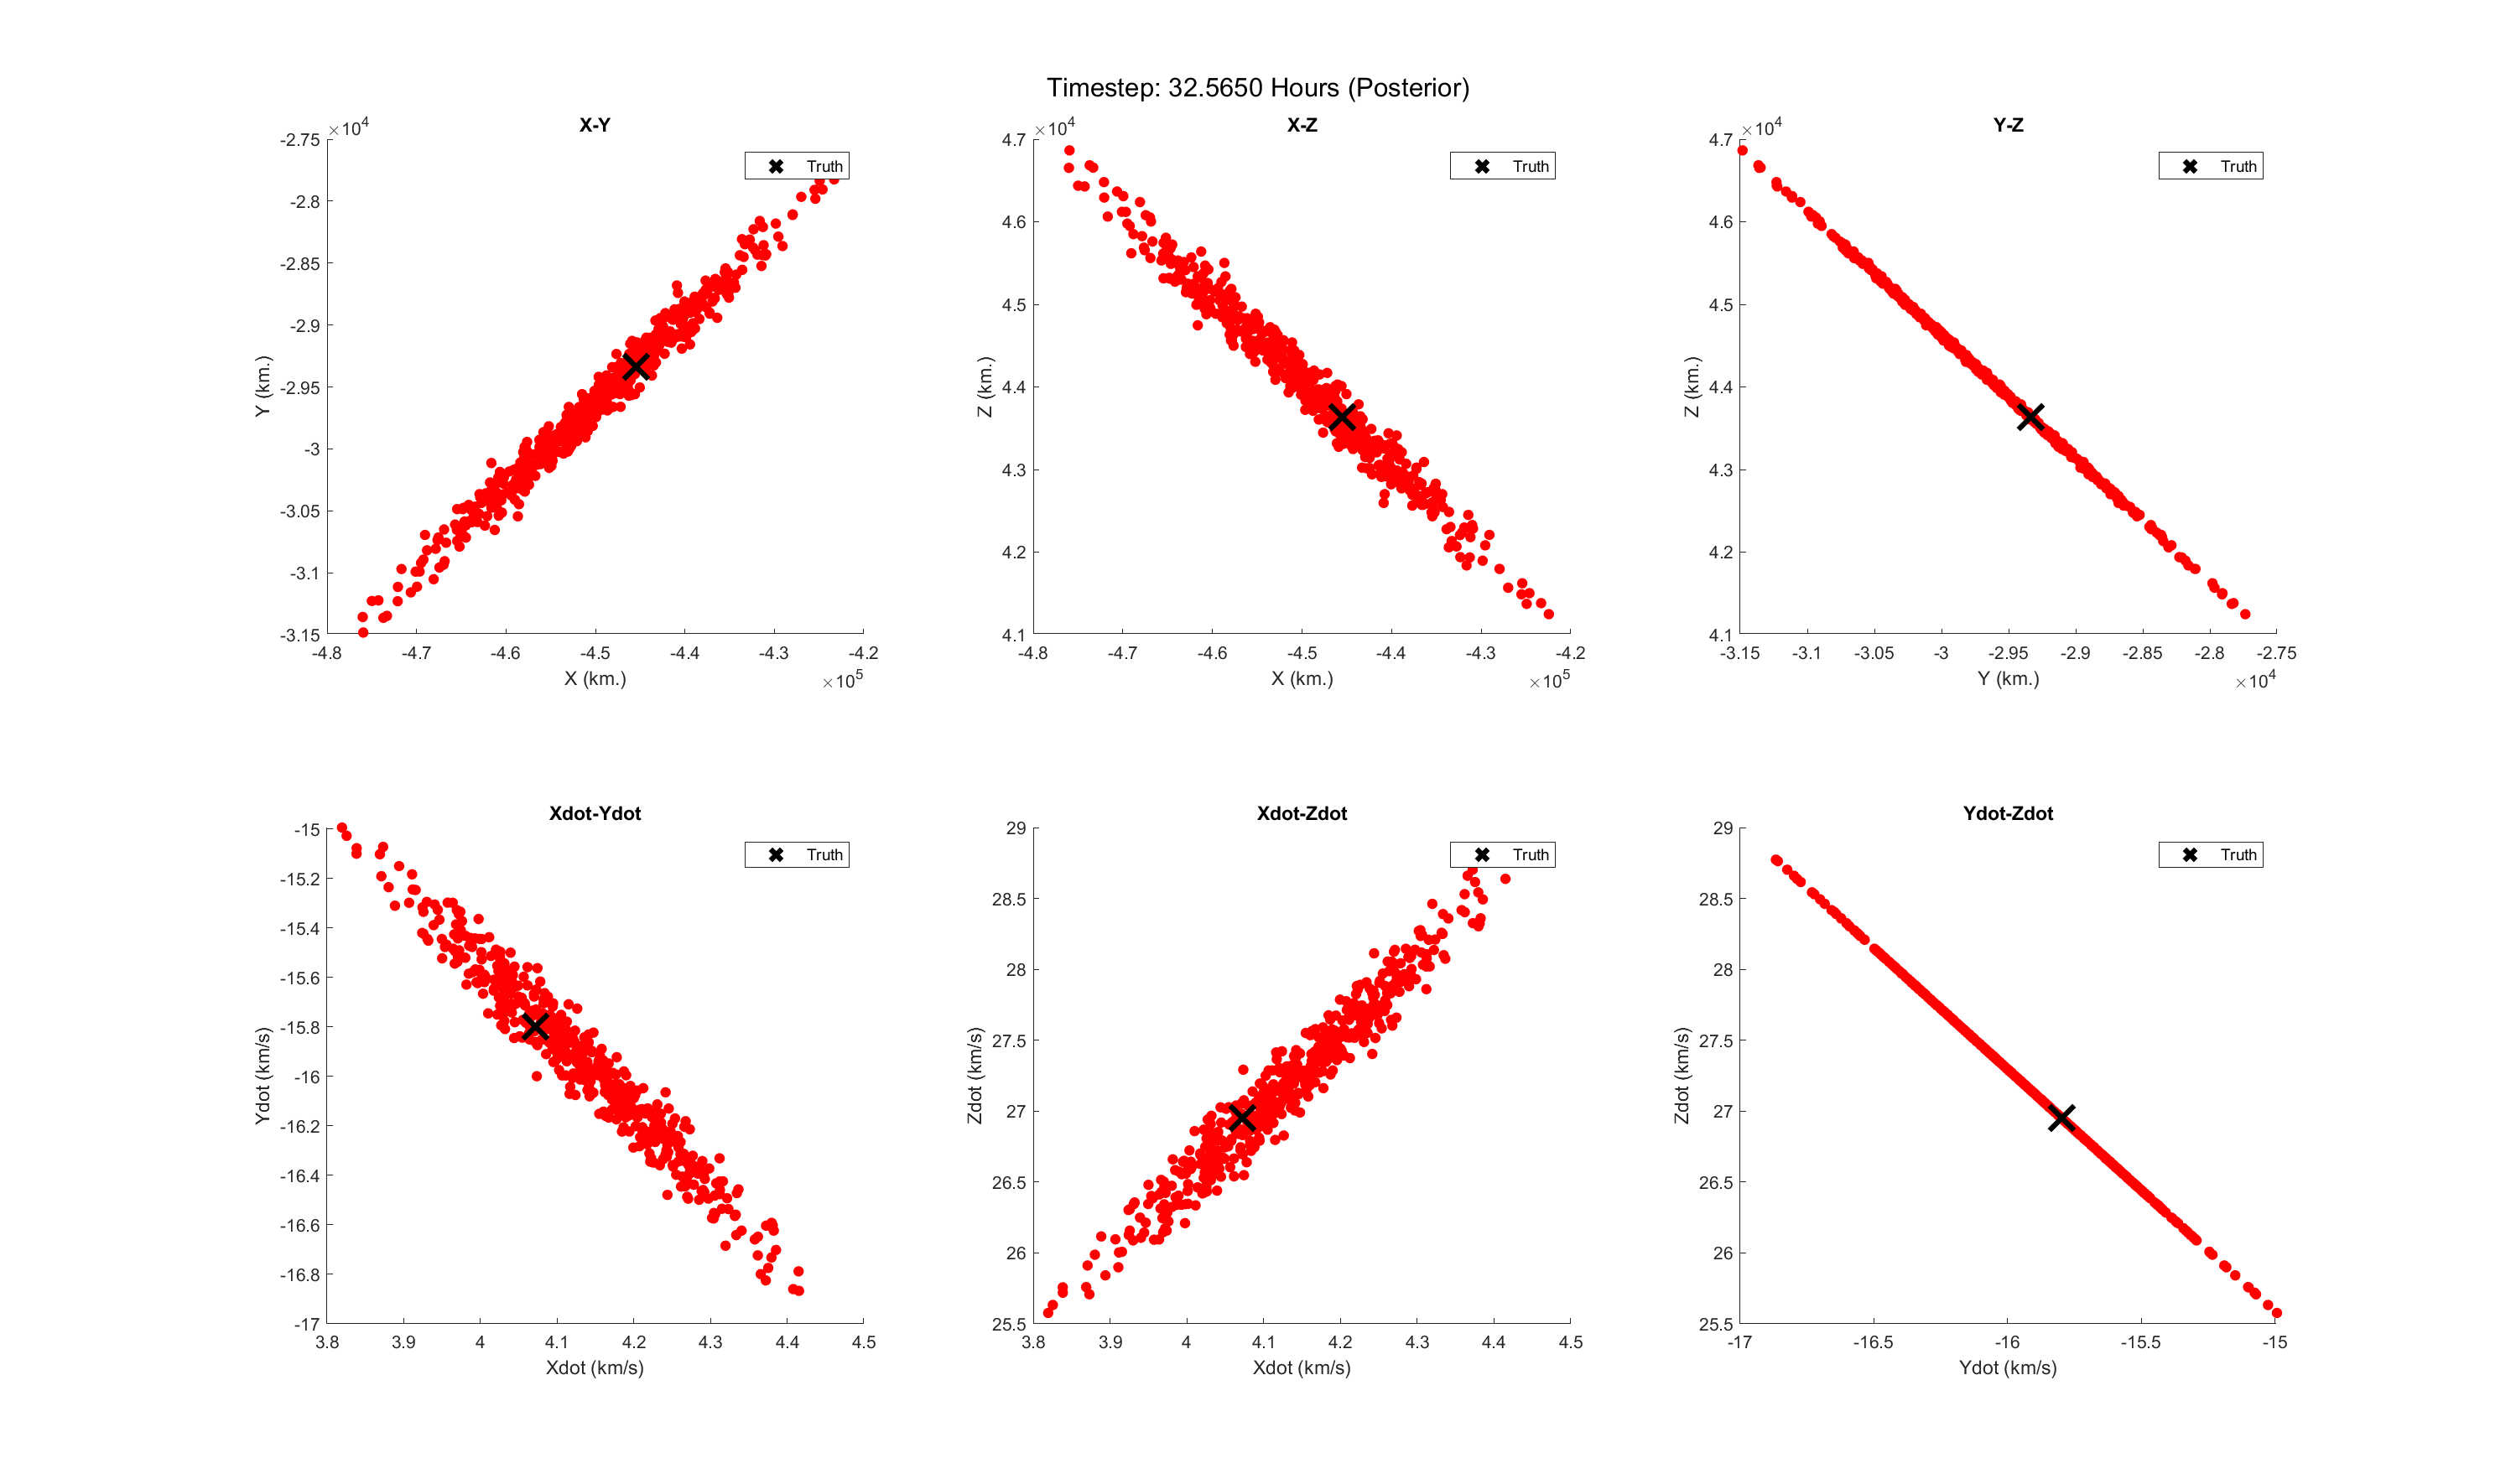 Timestep: 32.5650 Hours (Posterior)
X-Y
×10^4
Truth
-2.75
-2.8
-2.85
-2.9
-2.95
-3
-3.05
-3.1
-3.15
Y (km.)
-4.8 -4.7 -4.6 -4.5 -4.4 -4.3 -4.2
X (km.)
×10^5
X-Z
×10^4
Truth
4.7
4.6
4.5
4.4
4.3
4.2
4.1
Z (km.)
-4.8 -4.7 -4.6 -4.5 -4.4 -4.3 -4.2
X (km.)
×10^5
Y-Z
×10^4
Truth
4.7
4.6
4.5
4.4
4.3
4.2
4.1
Z (km.)
-3.15 -3.1 -3.05 -3 -2.95 -2.9 -2.85 -2.8 -2.75
Y (km.)
×10^4
Xdot-Ydot
Truth
-15
-15.2
-15.4
-15.6
-15.8
-16
-16.2
-16.4
-16.6
-16.8
-17
Ydot (km/s)
3.8 3.9 4 4.1 4.2 4.3 4.4 4.5
Xdot (km/s)
Xdot-Zdot
Truth
29
28.5
28
27.5
27
26.5
26
25.5
Zdot (km/s)
3.8 3.9 4 4.1 4.2 4.3 4.4 4.5
Xdot (km/s)
Ydot-Zdot
Truth
29
28.5
28
27.5
27
26.5
26
25.5
Zdot (km/s)
-17 -16.5 -16 -15.5 -15
Ydot (km/s)